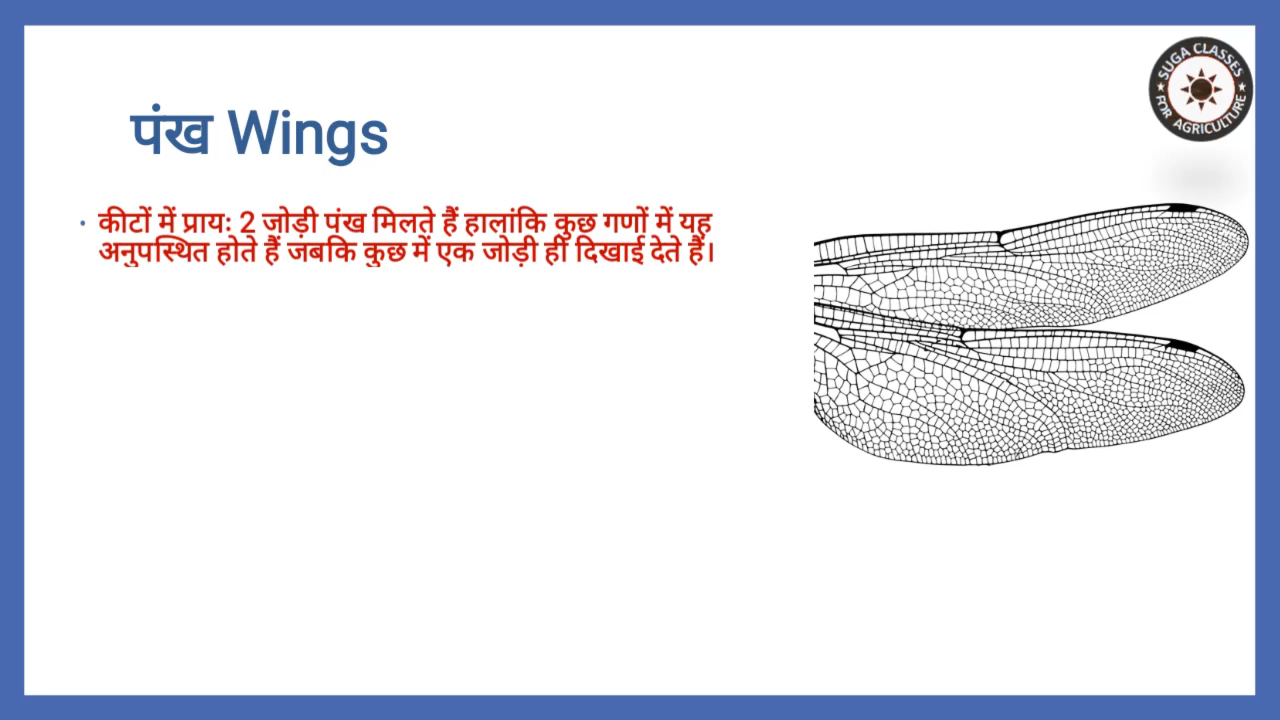 SUGA CLASSES
FOR AGRICULTURE
पंख Wings
• कीटों में प्रायः 2 जोड़ी पंख मिलते हैं हालांकि कुछ गणों में यह
अनुपस्थित होते हैं जबकि कुछ में एक जोड़ी ही दिखाई देते हैं।